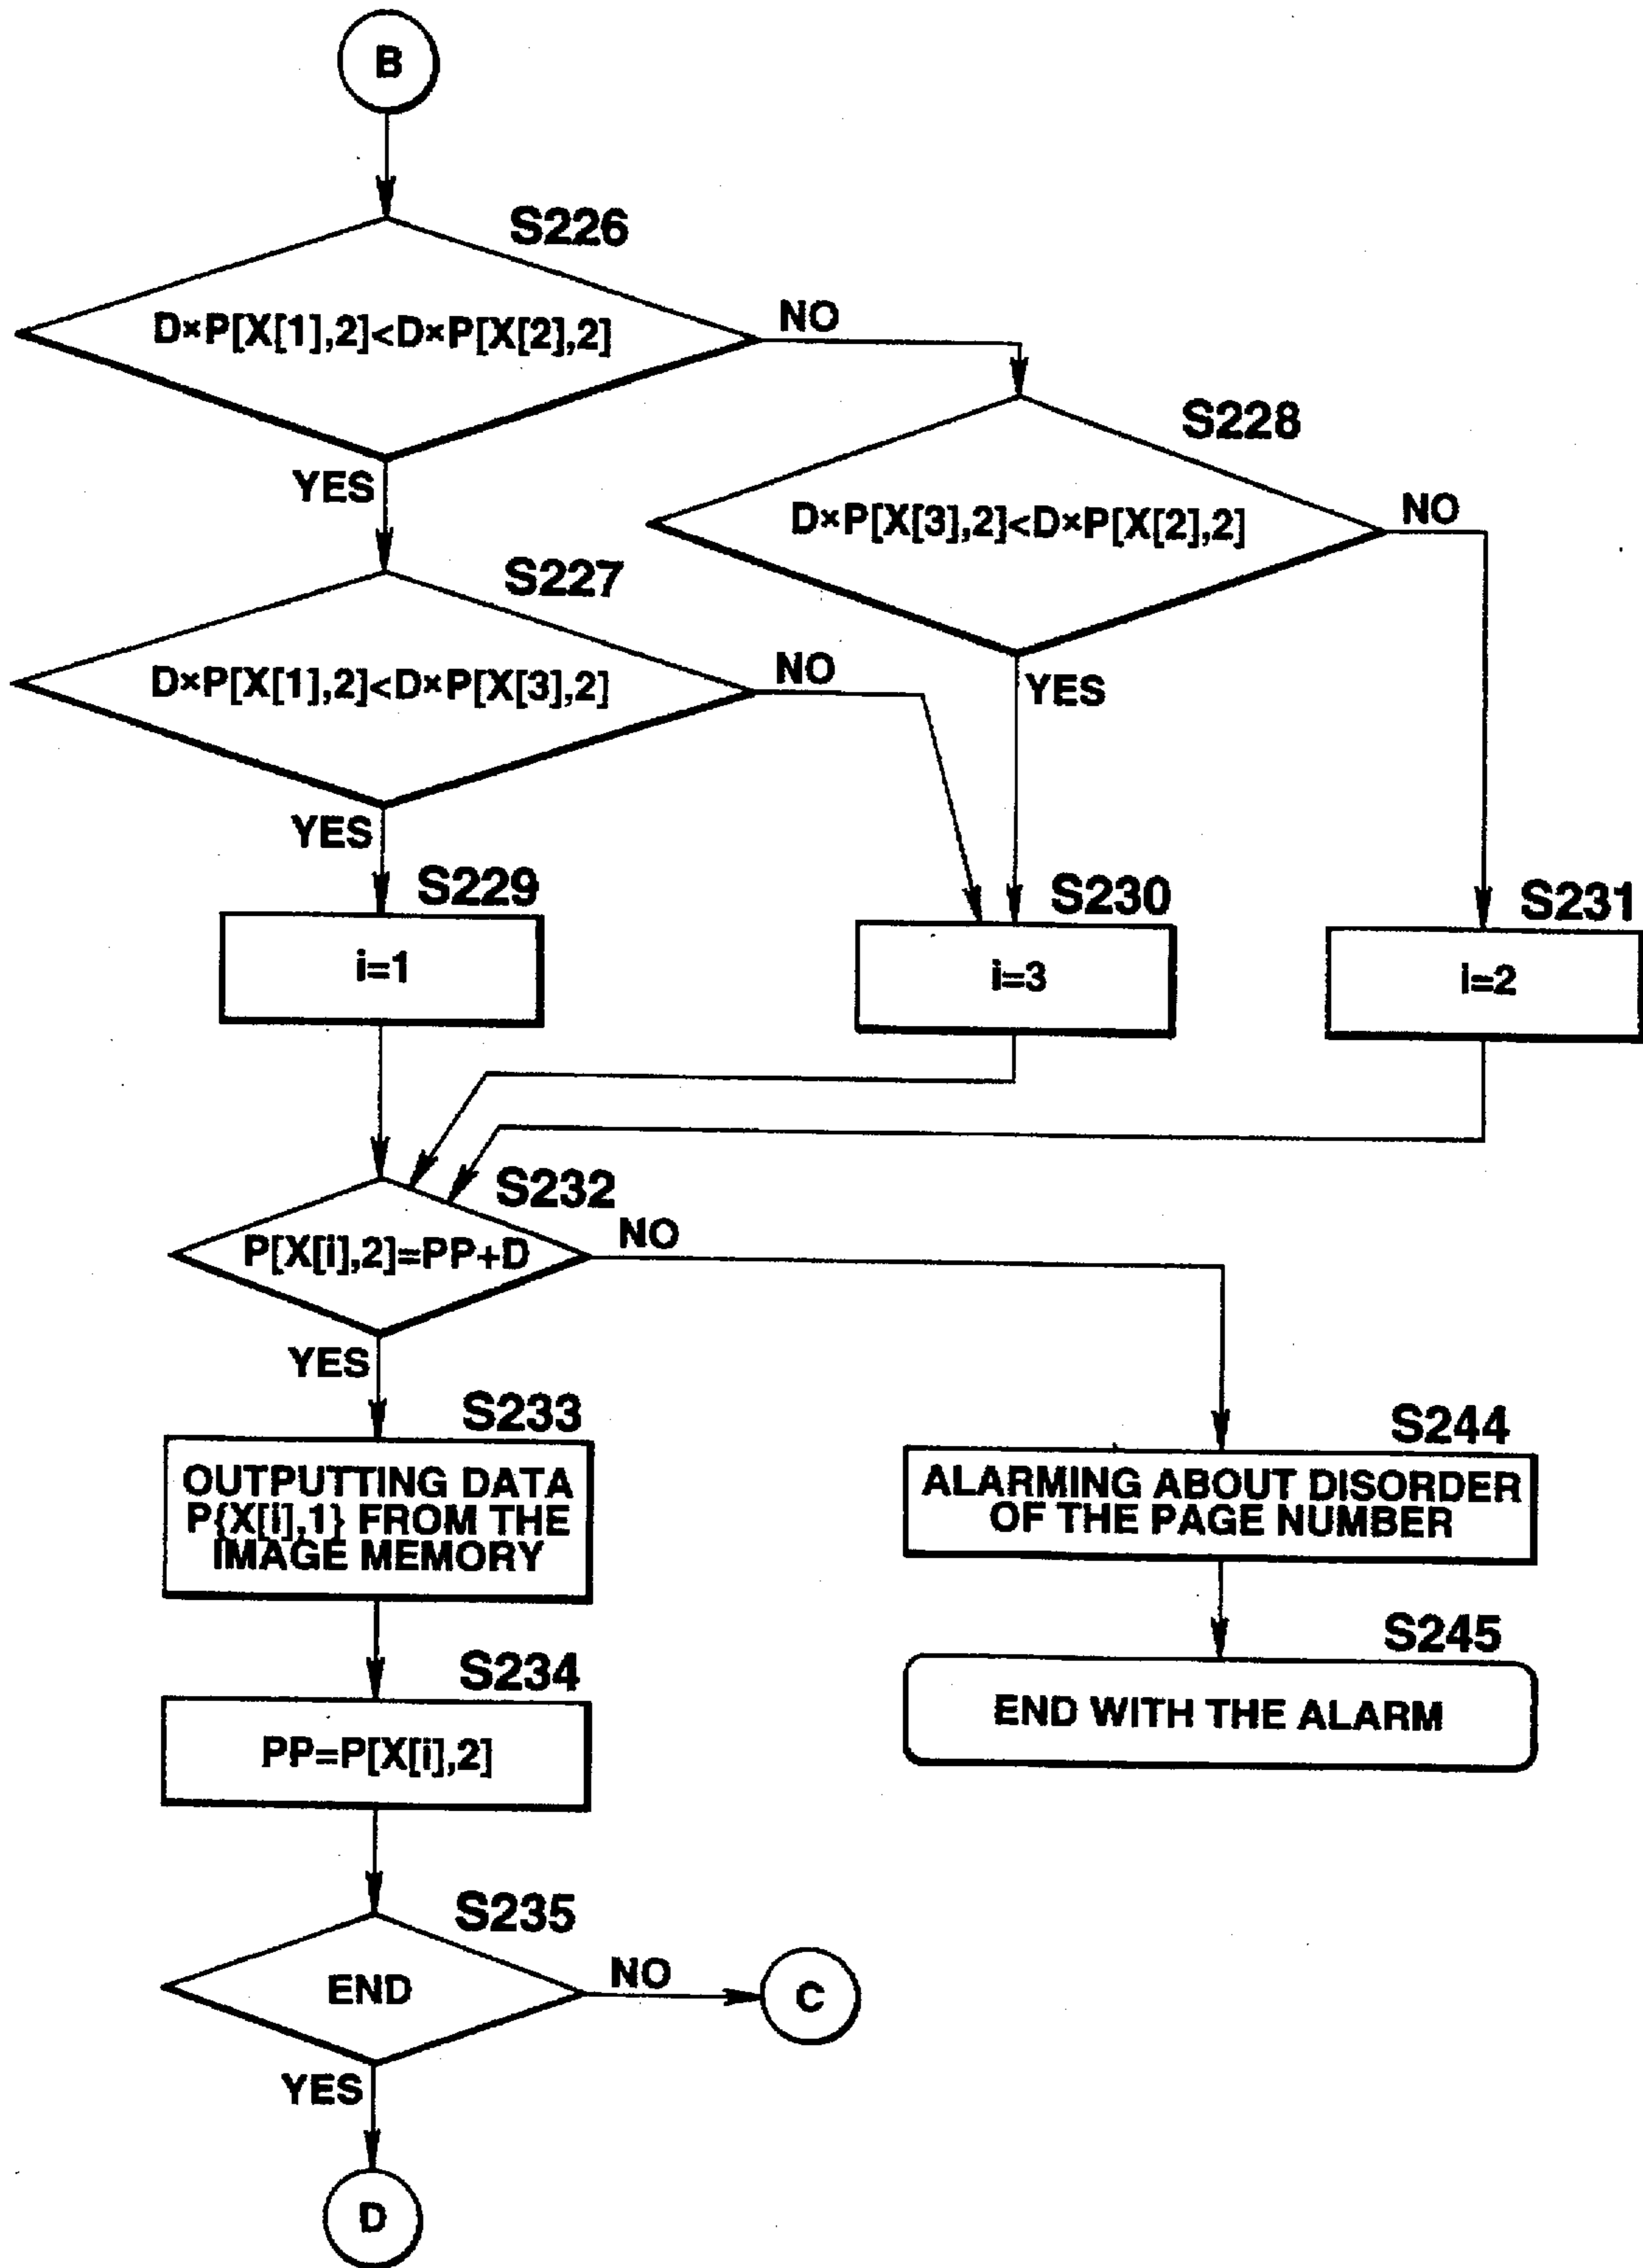 B
S226
D×P[X[1],2]<D×P[X[2],2]
NO
YES
S228
D×P[X[3],2]<D×P[X[2],2]
NO
YES
S227
D×P[X[1],2]<D×P[X[3],2]
NO
YES
S229
i=1
S230
i=3
S231
i=2
S232
P[X[i],2]=PP+D
NO
YES
S233
OUTPUTTING DATA
P{X[i],1} FROM THE
IMAGE MEMORY
S244
ALARMING ABOUT DISORDER
OF THE PAGE NUMBER
S245
END WITH THE ALARM
S234
PP=P[X[i],2]
S235
END
NO
C
YES
D